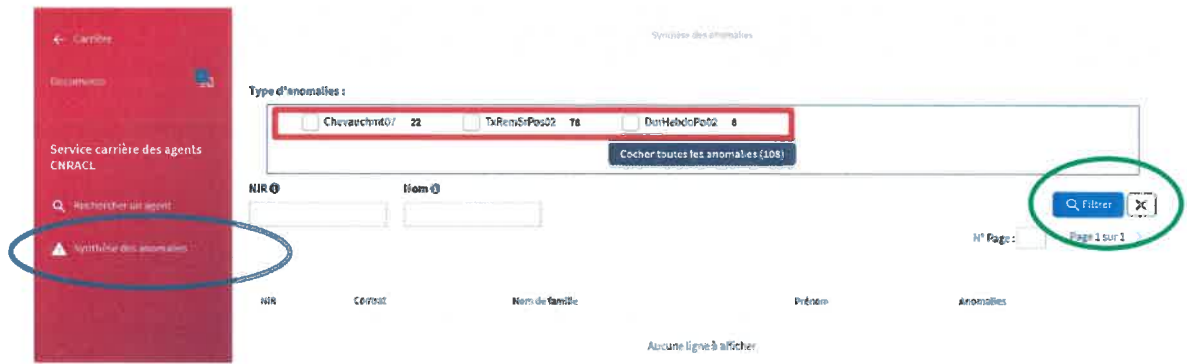 ← Carrière
Synthèse des anomalies
Documents
Type d'anomalies :
Chevauchmt07 22 TxRemSrPos02 78 DurHebdoPo02 8
Cocher toutes les anomalies (108)
Service carrière des agents
CNRACL
NIR Nom
Rechercher un agent
Filtrer
Synthèse des anomalies
N° Page : Page 1 sur 1
NIR Contrat Nom de famille Prénom Anomalies
Aucune ligne à afficher